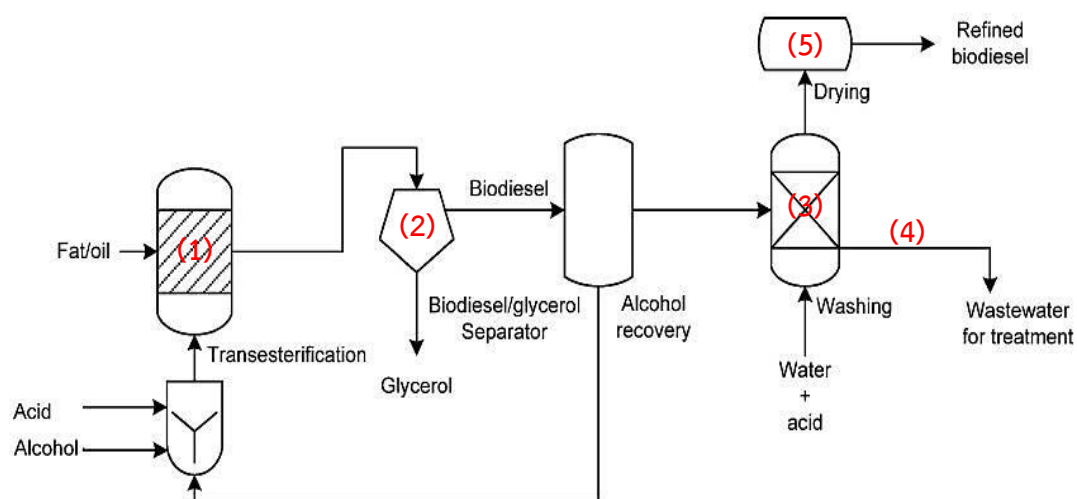 (5)
Refined
biodiesel
Drying
Biodiesel
(1)
(2)
(3)
(4)
Fat/oil
Biodiesel/glycerol
Separator
Alcohol
recovery
Washing
Wastewater
for treatment
Transesterification
Glycerol
Water
+
acid
Acid
Alcohol